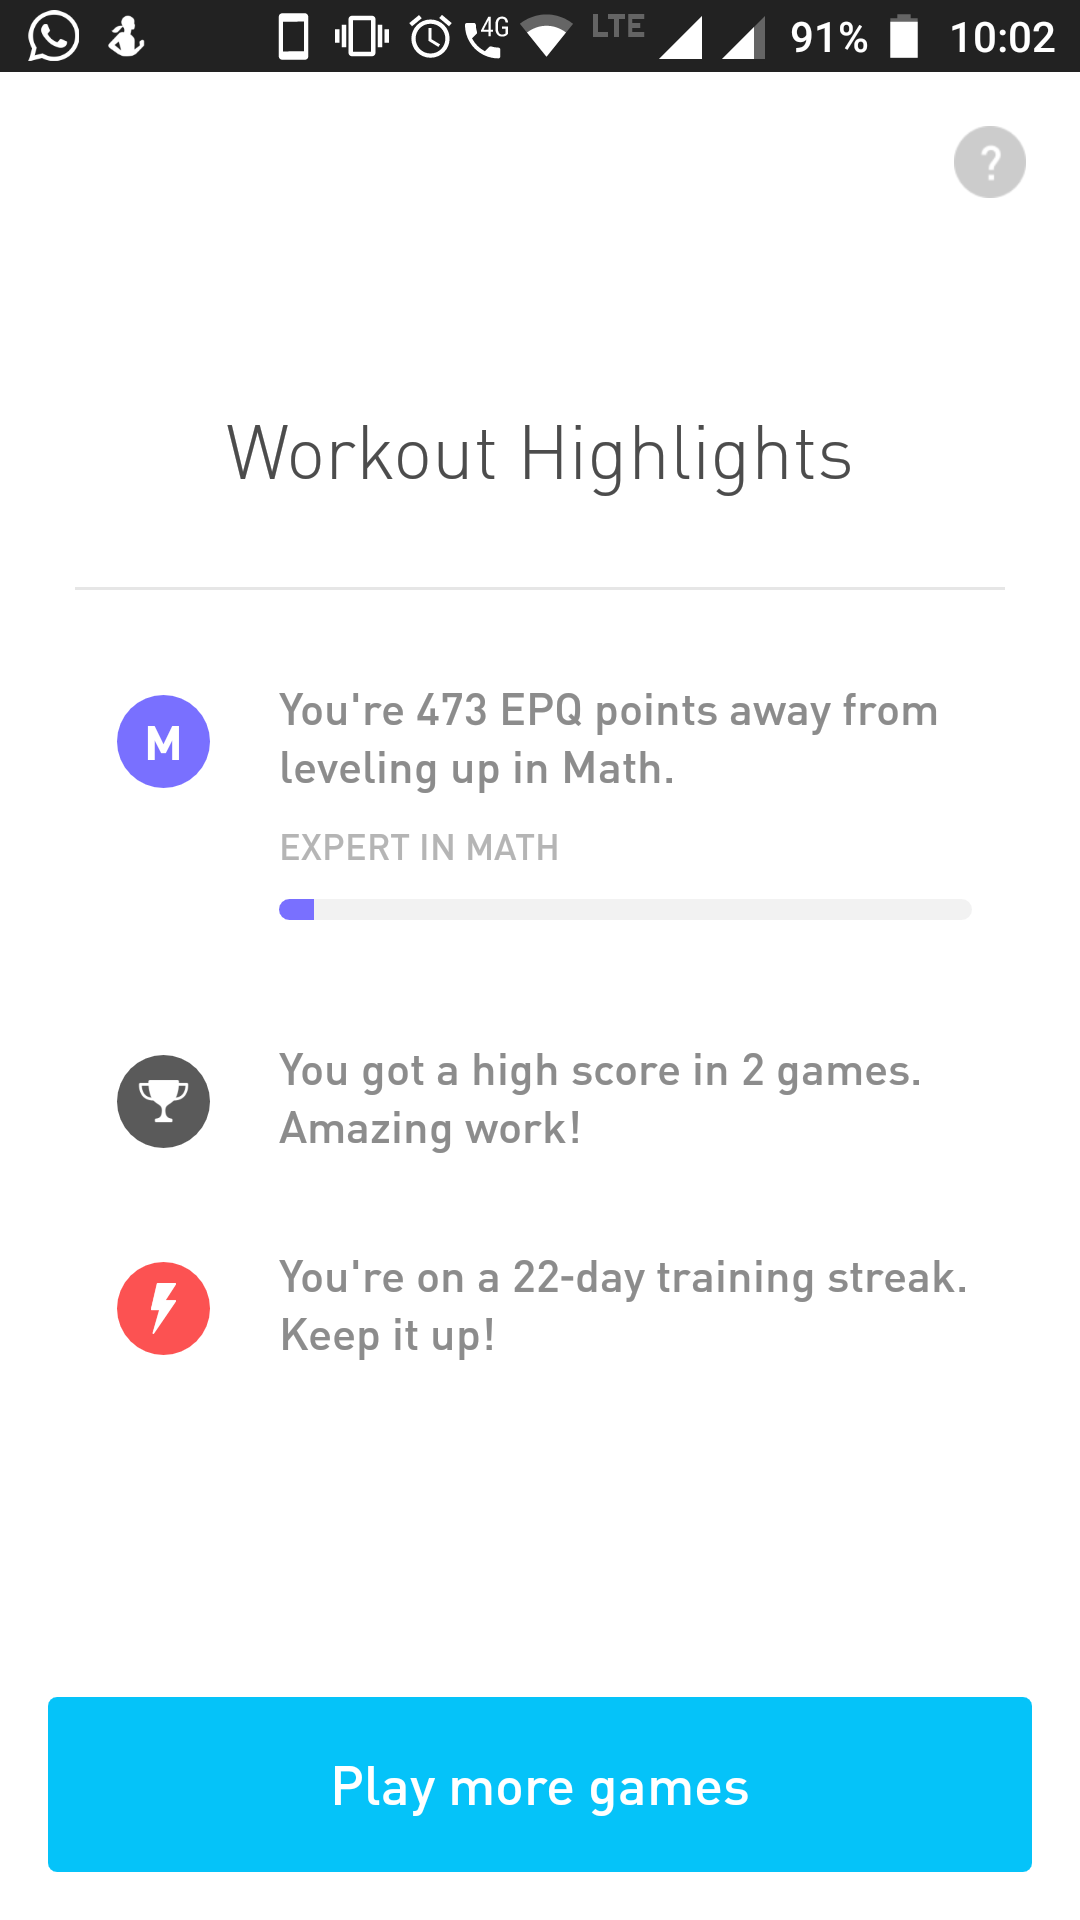 4G LTE 91% 10:02
?
Workout Highlights
M
You're 473 EPQ points away from
leveling up in Math.
EXPERT IN MATH
You got a high score in 2 games.
Amazing work!
You're on a 22-day training streak.
Keep it up!
Play more games